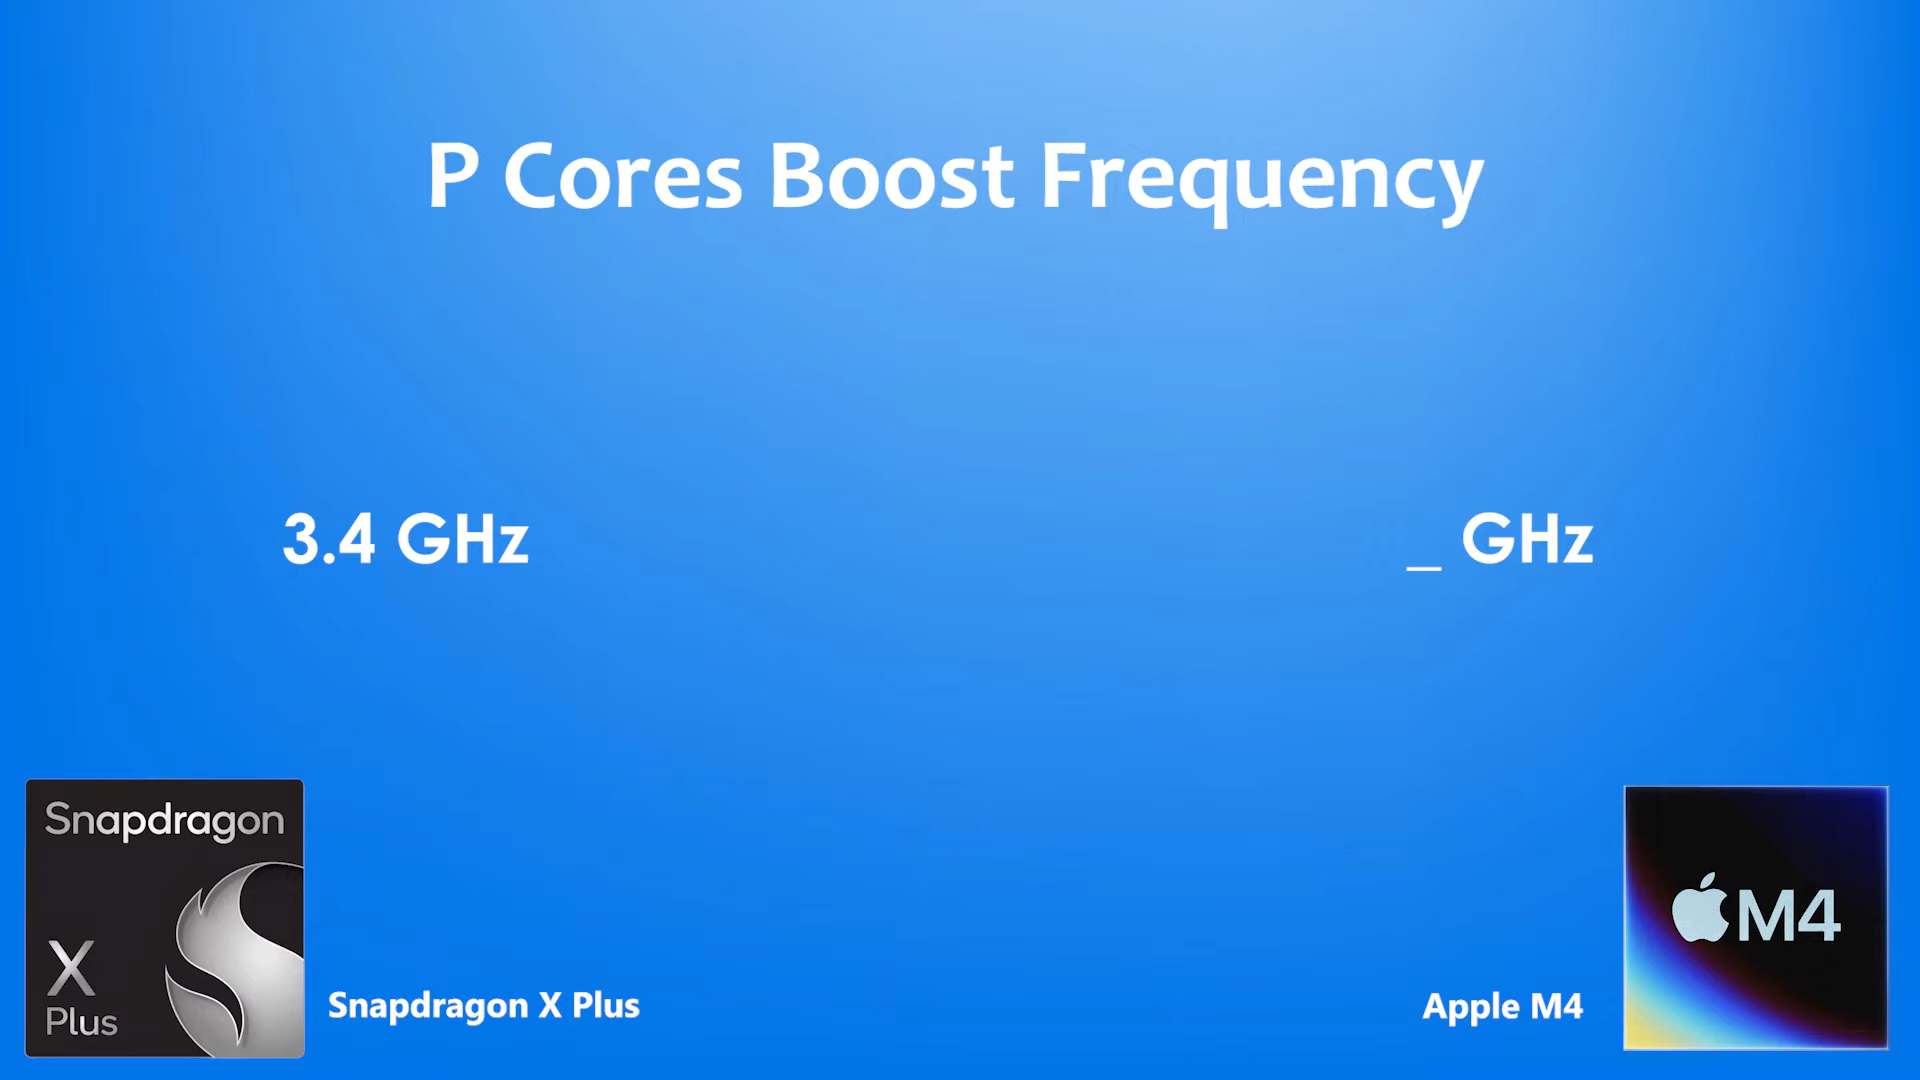 P Cores Boost Frequency
3.4 GHz
_ GHz
Snapdragon
X
Plus
Snapdragon X Plus
Apple M4
M4